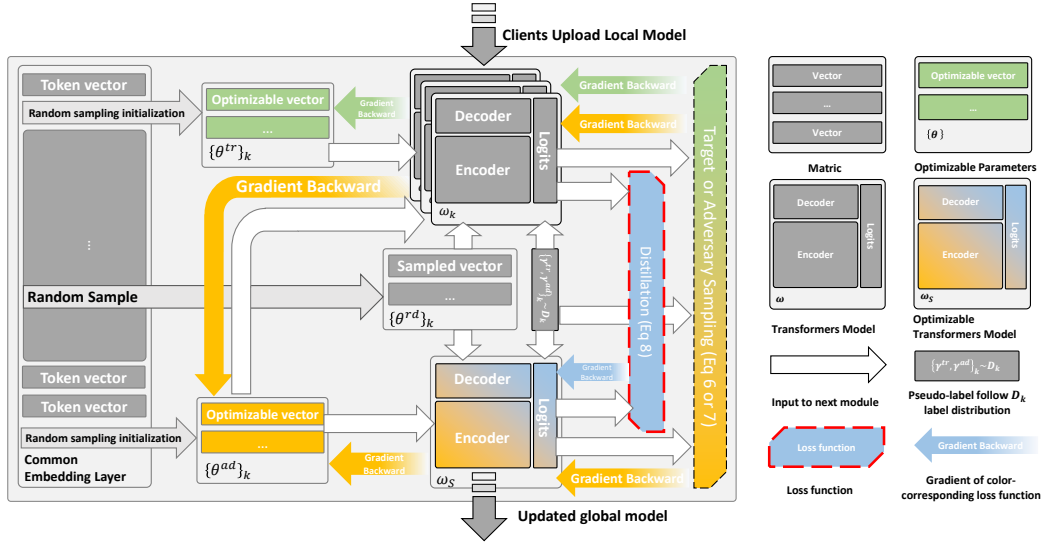 Clients Upload Local Model
Token vector
Random sampling initialization
...
Random Sample
Token vector
Token vector
Random sampling initialization
Common
Embedding Layer
Optimizable vector
...
{θ^{tr}}_k
Gradient
Backward
Gradient Backward
Decoder
Encoder
Logits
ω_k
Gradient Backward
Gradient Backward
Sampled vector
...
{θ^{rd}}_k
{γ^{tr}, γ^{ad}}_k~D_k
Distillation (Eq 8)
Target or Adversary Sampling (Eq 6 or 7)
Optimizable vector
...
{θ^{ad}}_k
Gradient
Backward
Decoder
Encoder
Logits
ω_S
Gradient
Backward
Gradient Backward
Updated global model
Vector
...
Vector
Matric
Optimizable vector
...
{θ}
Optimizable Parameters
Decoder
Encoder
Logits
ω
Transformers Model
Decoder
Encoder
Logits
ω_S
Optimizable
Transformers Model
Input to next module
{γ^{tr}, γ^{ad}}_k~D_k
Pseudo-label follow D_k
label distribution
Loss function
Loss function
Gradient Backward
Gradient of color-
corresponding loss function